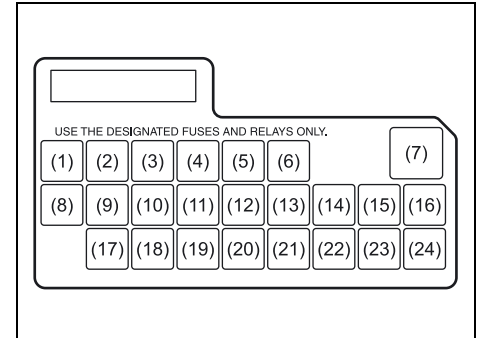 USE THE DESIGNATED FUSES AND RELAYS ONLY.
(1) (2) (3) (4) (5) (6) (7)
(8) (9) (10) (11) (12) (13) (14) (15) (16)
(17) (18) (19) (20) (21) (22) (23) (24)